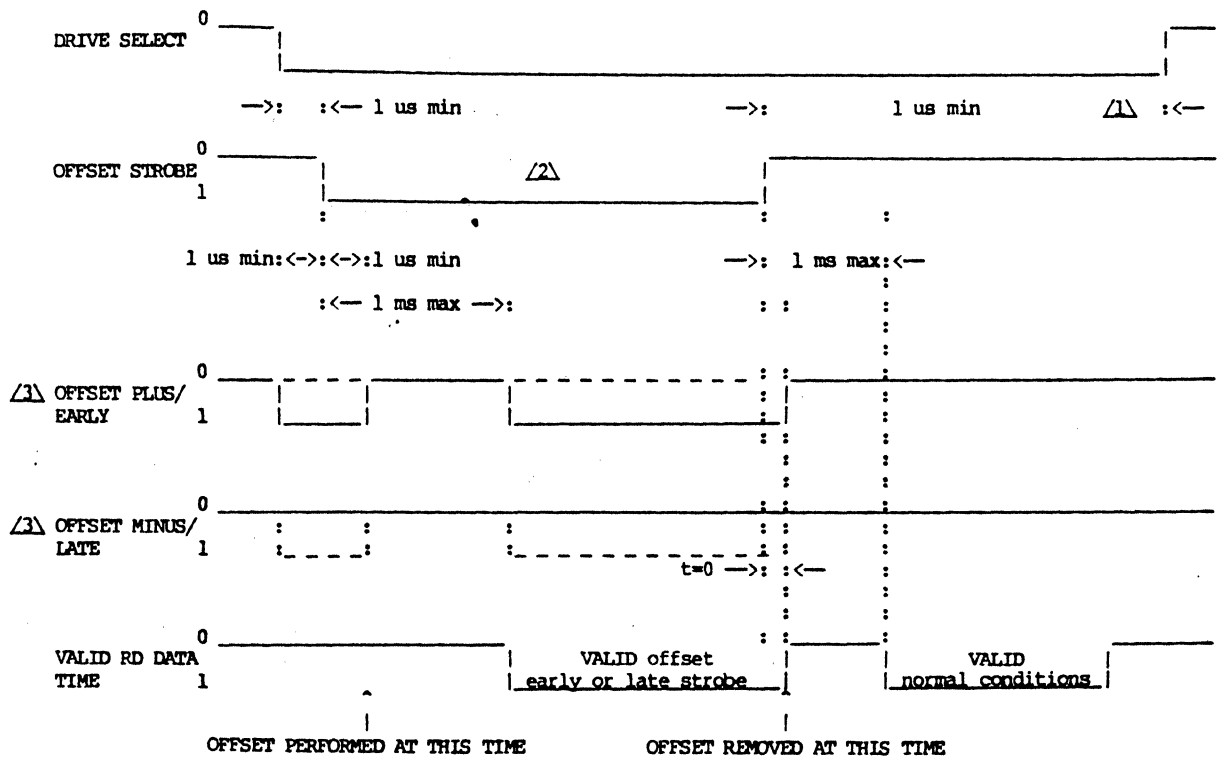 0
DRIVE SELECT
—>: :<— 1 us min —>: 1 us min /1\ :<—
0
OFFSET STROBE /2\
1
1 us min:<->:<->:1 us min —>: 1 ms max:<—
:<— 1 ms max —>:
0
/3\ OFFSET PLUS/
EARLY 1
0
/3\ OFFSET MINUS/
LATE 1
t=0 —>: :<—
0
VALID RD DATA VALID offset VALID
TIME 1 early or late strobe normal conditions
OFFSET PERFORMED AT THIS TIME OFFSET REMOVED AT THIS TIME